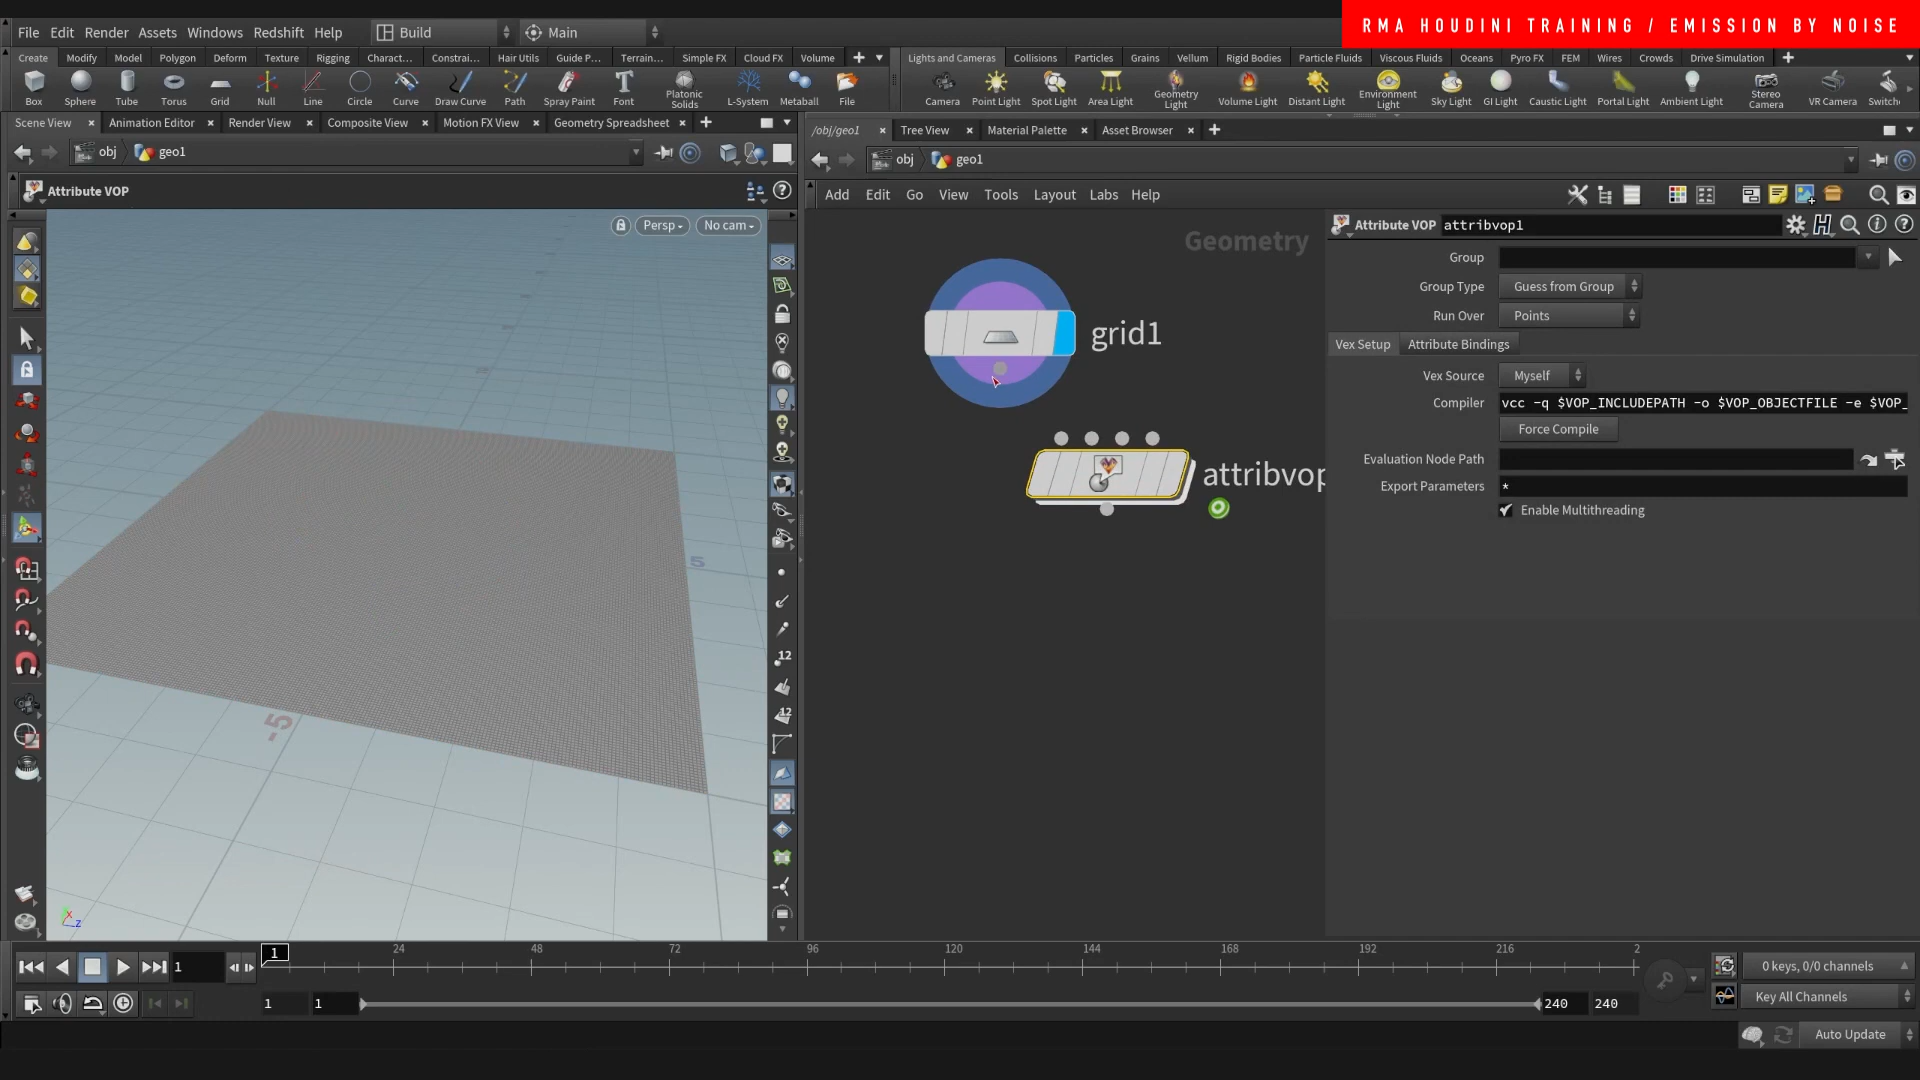 RMA HOUDINI TRAINING / EMISSION BY NOISE
File Edit Render Assets Windows Redshift Help Build Main
Create Modify Model Polygon Deform Texture Rigging Charact... Constrai... Hair Utils Guide P... Terrain... Simple FX Cloud FX Volume
Lights and Cameras Collisions Particles Grains Vellum Rigid Bodies Particle Fluids Viscous Fluids Oceans Pyro FX FEM Wires Crowds Drive Simulation
Box Sphere Tube Torus Grid Null Line Circle Curve Draw Curve Path Spray Paint Font Platonic Solids L-System Metaball File
Camera Point Light Spot Light Area Light Geometry Light Volume Light Distant Light Environment Light Sky Light GI Light Caustic Light Portal Light Ambient Light Stereo Camera VR Camera Switch
Scene View Animation Editor Render View Composite View Motion FX View Geometry Spreadsheet
/obj/geo1 Tree View Material Palette Asset Browser
obj geo1
obj geo1
Attribute VOP
Add Edit Go View Tools Layout Labs Help
Persp No cam
Geometry
grid1
attribvop
Attribute VOP attribvop1
Group
Group Type Guess from Group
Run Over Points
Vex Setup Attribute Bindings
Vex Source Myself
Compiler vcc -q $VOP_INCLUDEPATH -o $VOP_OBJECTFILE -e $VOP_
Force Compile
Evaluation Node Path
Export Parameters *
Enable Multithreading
5
-5
12
12
x z
1 24 48 72 96 120 144 168 192 216 2
1
0 keys, 0/0 channels
1 1 240 240
Key All Channels
Auto Update